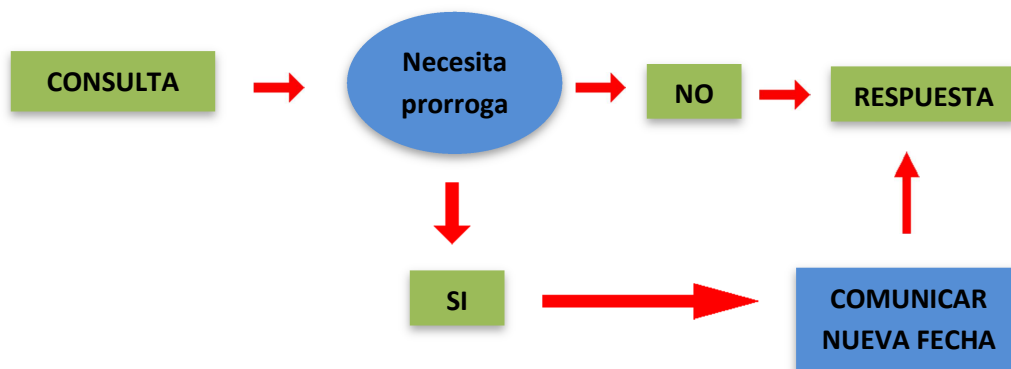 CONSULTA
Necesita
prorroga
NO
RESPUESTA
SI
COMUNICAR
NUEVA FECHA